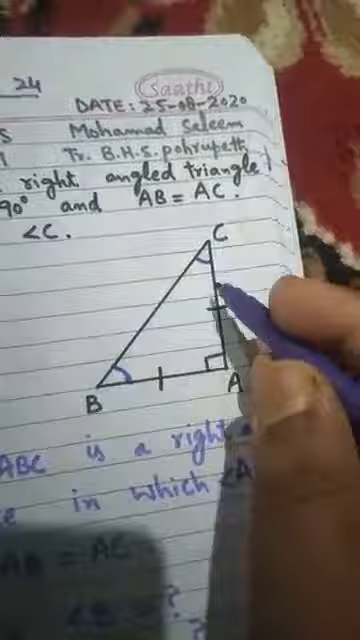 24
Saathi
DATE: 25-08-2020
Mohamad Saleem
Tr. B.H.S. pohrupeth
right angled triangle
90° and AB = AC.
<C.
C
B
A
ABC is a right
in which <A
AB = AC
<B = ?
?